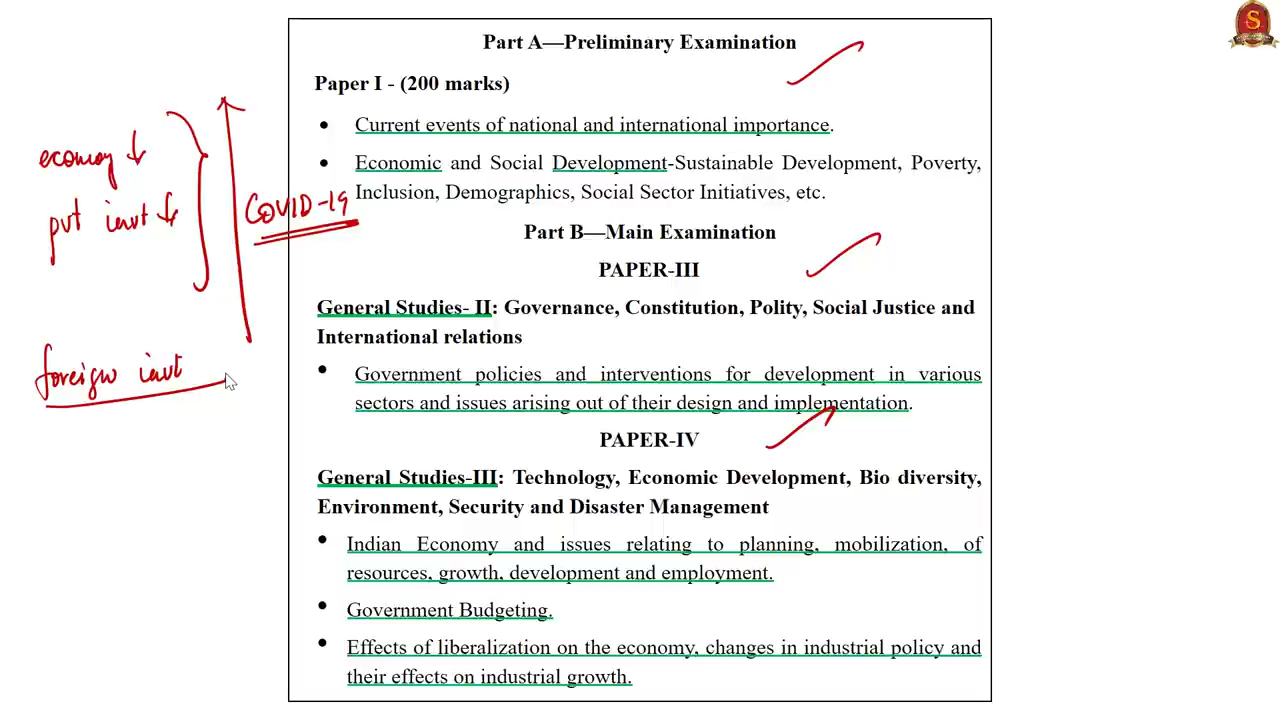 Part A—Preliminary Examination
Paper I - (200 marks)
• Current events of national and international importance.
• Economic and Social Development-Sustainable Development, Poverty,
Inclusion, Demographics, Social Sector Initiatives, etc.
Part B—Main Examination
PAPER-III
General Studies- II: Governance, Constitution, Polity, Social Justice and
International relations
• Government policies and interventions for development in various
sectors and issues arising out of their design and implementation.
PAPER-IV
General Studies-III: Technology, Economic Development, Bio diversity,
Environment, Security and Disaster Management
• Indian Economy and issues relating to planning, mobilization, of
resources, growth, development and employment.
• Government Budgeting.
• Effects of liberalization on the economy, changes in industrial policy and
their effects on industrial growth.
economy ↓
pvt invt ↓
COVID-19
foreign invt
S